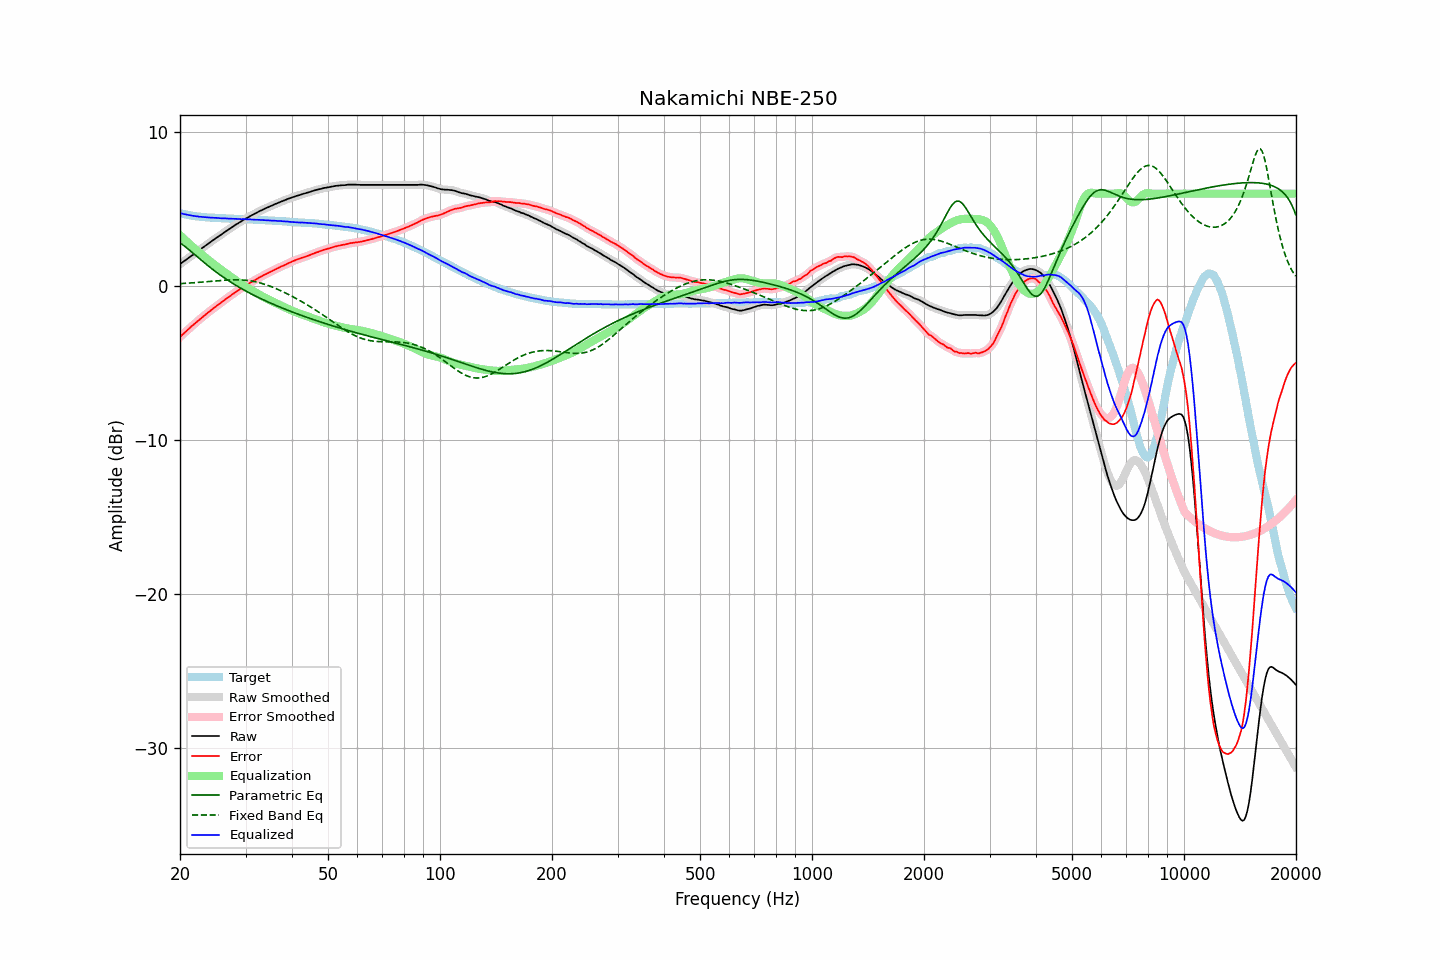 Nakamichi NBE-250
Amplitude (dBr)
10
0
−10
−20
−30
Target
Raw Smoothed
Error Smoothed
Raw
Error
Equalization
Parametric Eq
Fixed Band Eq
Equalized
20 50 100 200 500 1000 2000 5000 10000 20000
Frequency (Hz)